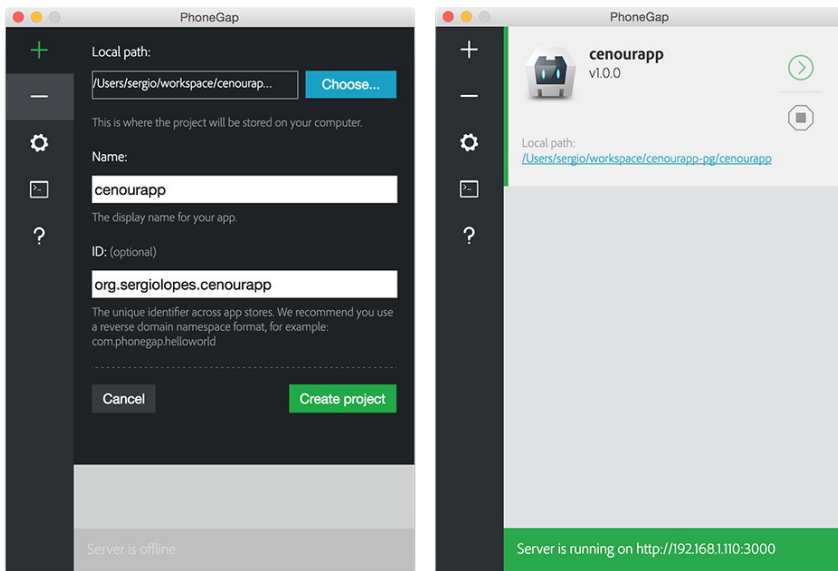 PhoneGap
Local path:
/Users/sergio/workspace/cenourap...
Choose...
This is where the project will be stored on your computer.
Name:
cenourapp
The display name for your app.
ID: (optional)
org.sergiolopes.cenourapp
The unique identifier across app stores. We recommend you use
a reverse domain namespace format, for example:
com.phonegap.helloworld
Cancel
Create project
Server is offline
PhoneGap
cenourapp
v1.0.0
Local path:
/Users/sergio/workspace/cenourapp-pg/cenourapp
Server is running on http://192.168.1.110:3000